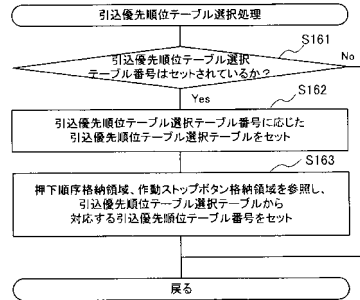 引込優先順位テーブル選択処理
S161
引込優先順位テーブル選択
テーブル番号はセットされているか?
No
Yes
S162
引込優先順位テーブル選択テーブル番号に応じた
引込優先順位テーブル選択テーブルをセット
S163
押下順序格納領域、作動ストップボタン格納領域を参照し、
引込優先順位テーブル選択テーブルから
対応する引込優先順位テーブル番号をセット
戻る